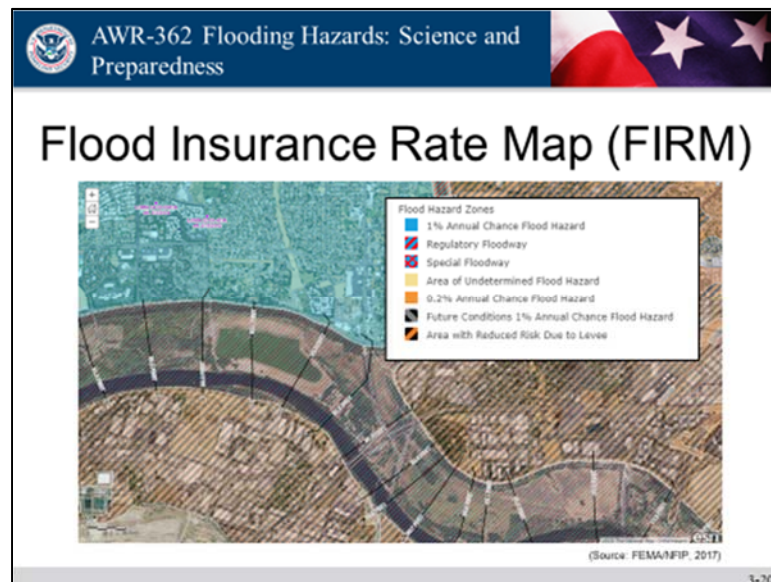 AWR-362 Flooding Hazards: Science and
Preparedness
Flood Insurance Rate Map (FIRM)
Flood Hazard Zones
1% Annual Chance Flood Hazard
Regulatory Floodway
Special Floodway
Area of Undetermined Flood Hazard
0.2% Annual Chance Flood Hazard
Future Conditions 1% Annual Chance Flood Hazard
Area with Reduced Risk Due to Levee
esri
(Source: FEMA/NFIP, 2017)